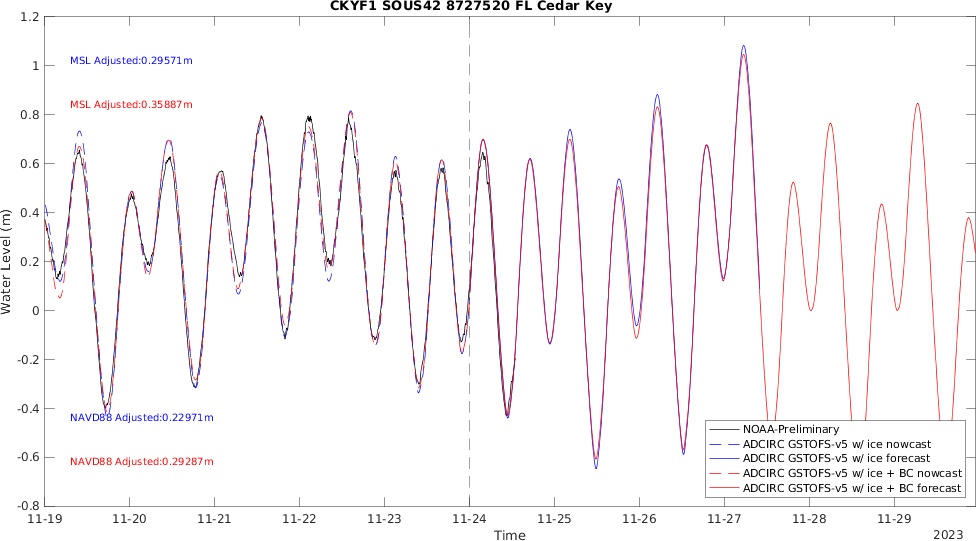 CKYF1 SOUS42 8727520 FL Cedar Key
1.2
1
0.8
0.6
0.4
0.2
0
-0.2
-0.4
-0.6
-0.8
Water Level (m)
MSL Adjusted:0.29571m
MSL Adjusted:0.35887m
NAVD88 Adjusted:0.22971m
NAVD88 Adjusted:0.29287m
NOAA-Preliminary
ADCIRC GSTOFS-v5 w/ ice nowcast
ADCIRC GSTOFS-v5 w/ ice forecast
ADCIRC GSTOFS-v5 w/ ice + BC nowcast
ADCIRC GSTOFS-v5 w/ ice + BC forecast
11-19 11-20 11-21 11-22 11-23 11-24 11-25 11-26 11-27 11-28 11-29
Time
2023